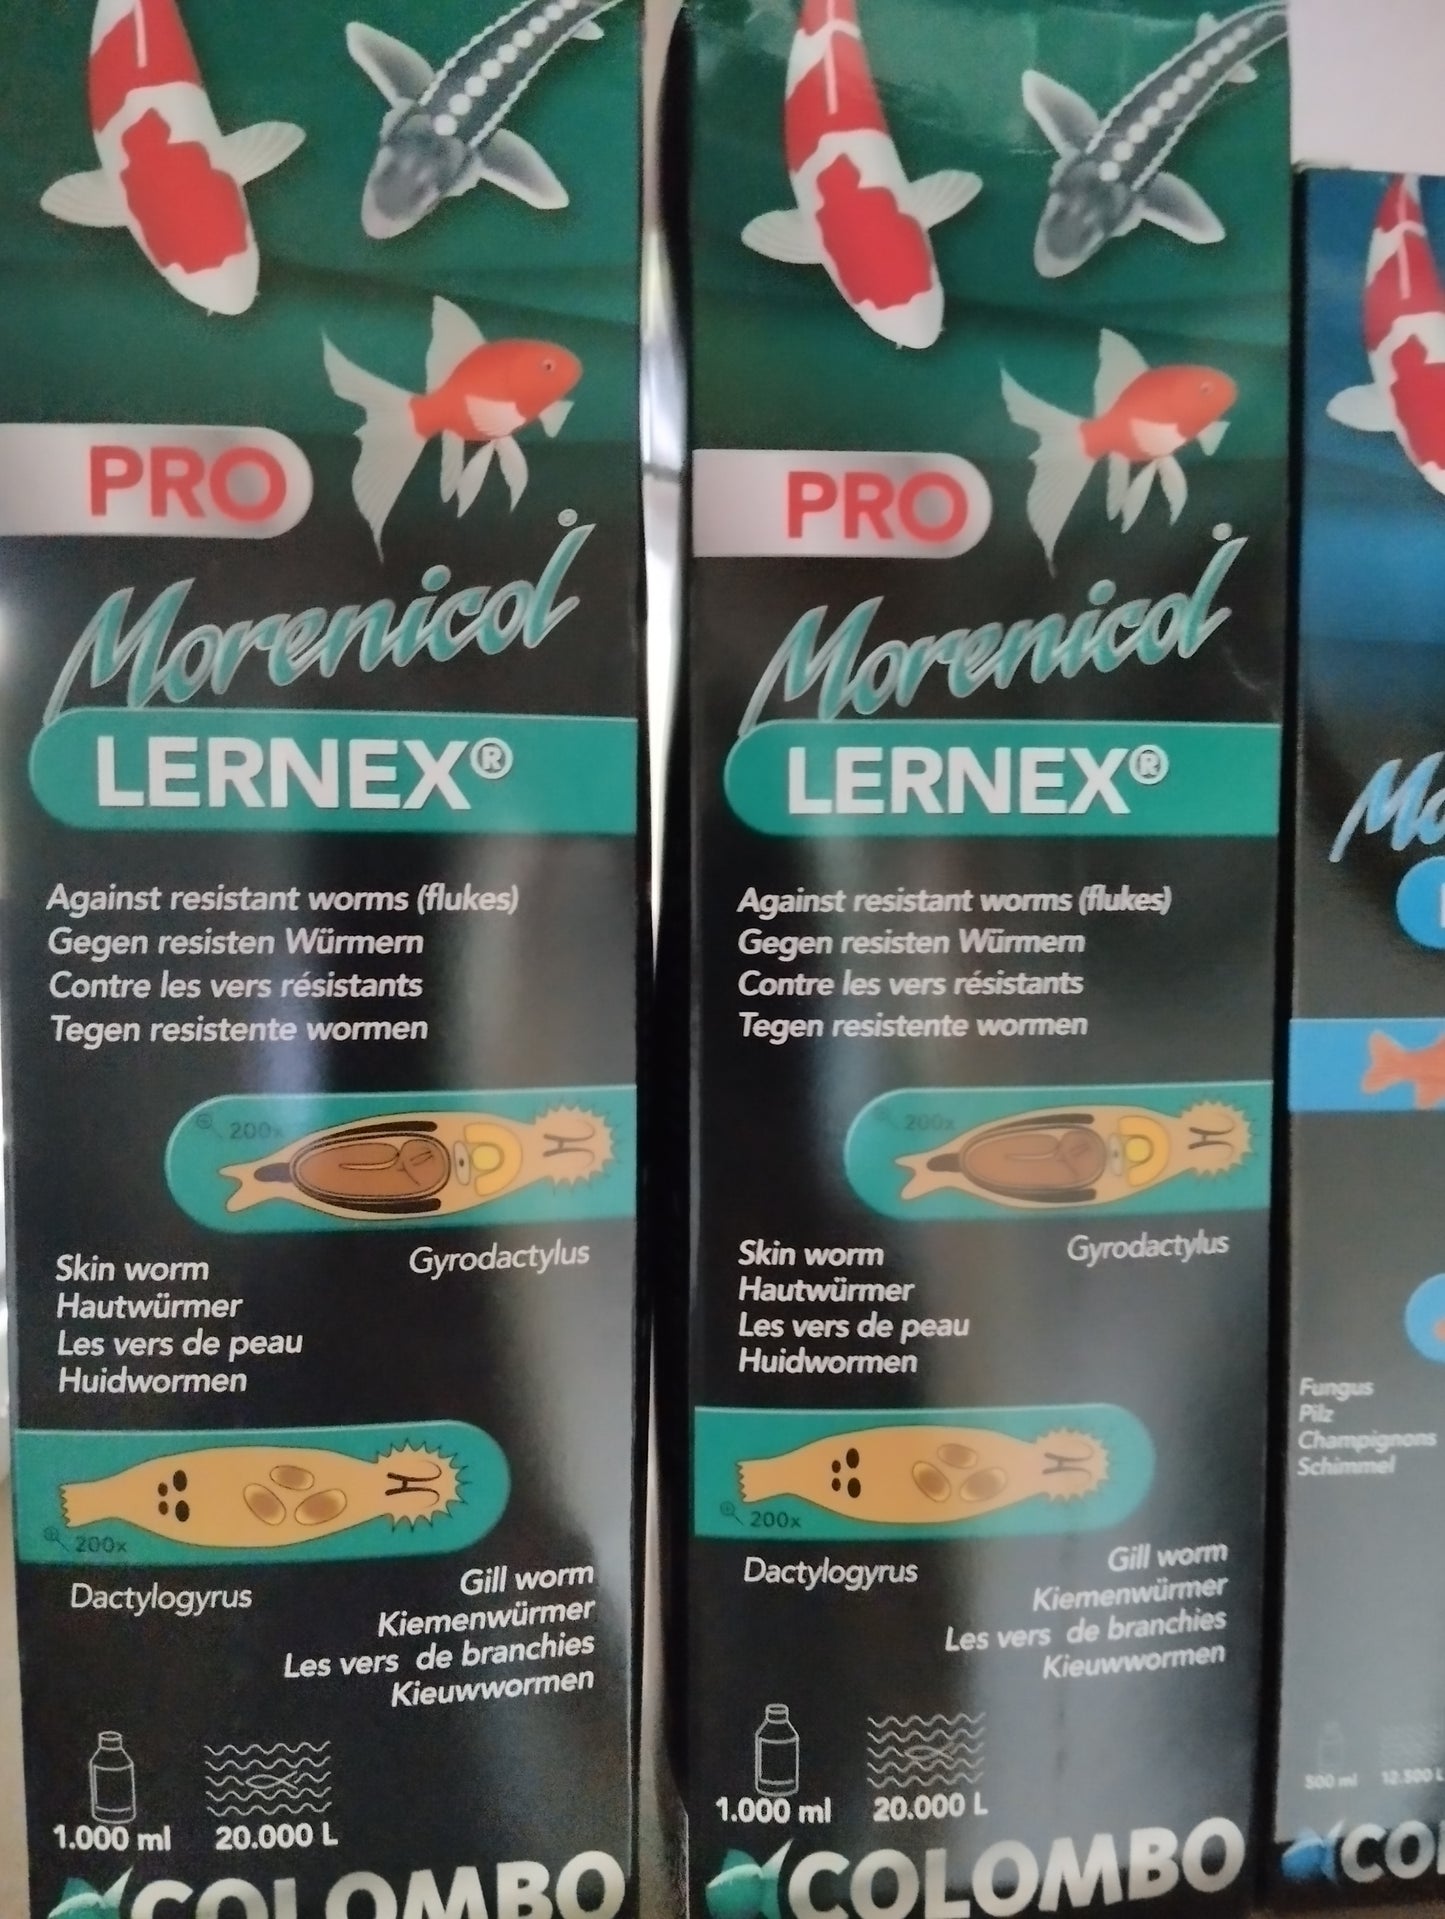 PRO
Morenicol®
LERNEX®
Against resistant worms (flukes)
Gegen resisten Würmern
Contre les vers résistants
Tegen resistente wormen
200x
Gyrodactylus
Skin worm
Hautwürmer
Les vers de peau
Huidwormen
200x
Dactylogyrus
Gill worm
Kiemenwürmer
Les vers de branchies
Kieuwwormen
1.000 ml 20.000 L
COLOMBO
PRO
Morenicol®
LERNEX®
Against resistant worms (flukes)
Gegen resisten Würmern
Contre les vers résistants
Tegen resistente wormen
200x
Gyrodactylus
Skin worm
Hautwürmer
Les vers de peau
Huidwormen
200x
Dactylogyrus
Gill worm
Kiemenwürmer
Les vers de branchies
Kieuwwormen
1.000 ml 20.000 L
COLOMBO
Fungus
Pilz
Champignons
Schimmel
500 ml 12.500 L